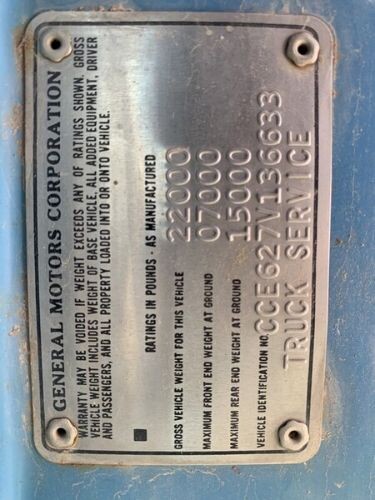 GENERAL MOTORS CORPORATION
WARRANTY MAY BE VOIDED IF WEIGHT EXCEEDS ANY OF RATINGS SHOWN. GROSS
VEHICLE WEIGHT INCLUDES WEIGHT OF BASE VEHICLE, ALL ADDED EQUIPMENT, DRIVER
AND PASSENGERS, AND ALL PROPERTY LOADED INTO OR ONTO VEHICLE.
RATINGS IN POUNDS - AS MANUFACTURED
GROSS VEHICLE WEIGHT FOR THIS VEHICLE 22000
MAXIMUM FRONT END WEIGHT AT GROUND 07000
MAXIMUM REAR END WEIGHT AT GROUND 15000
VEHICLE IDENTIFICATION NO. CCE627V136633
TRUCK SERVICE